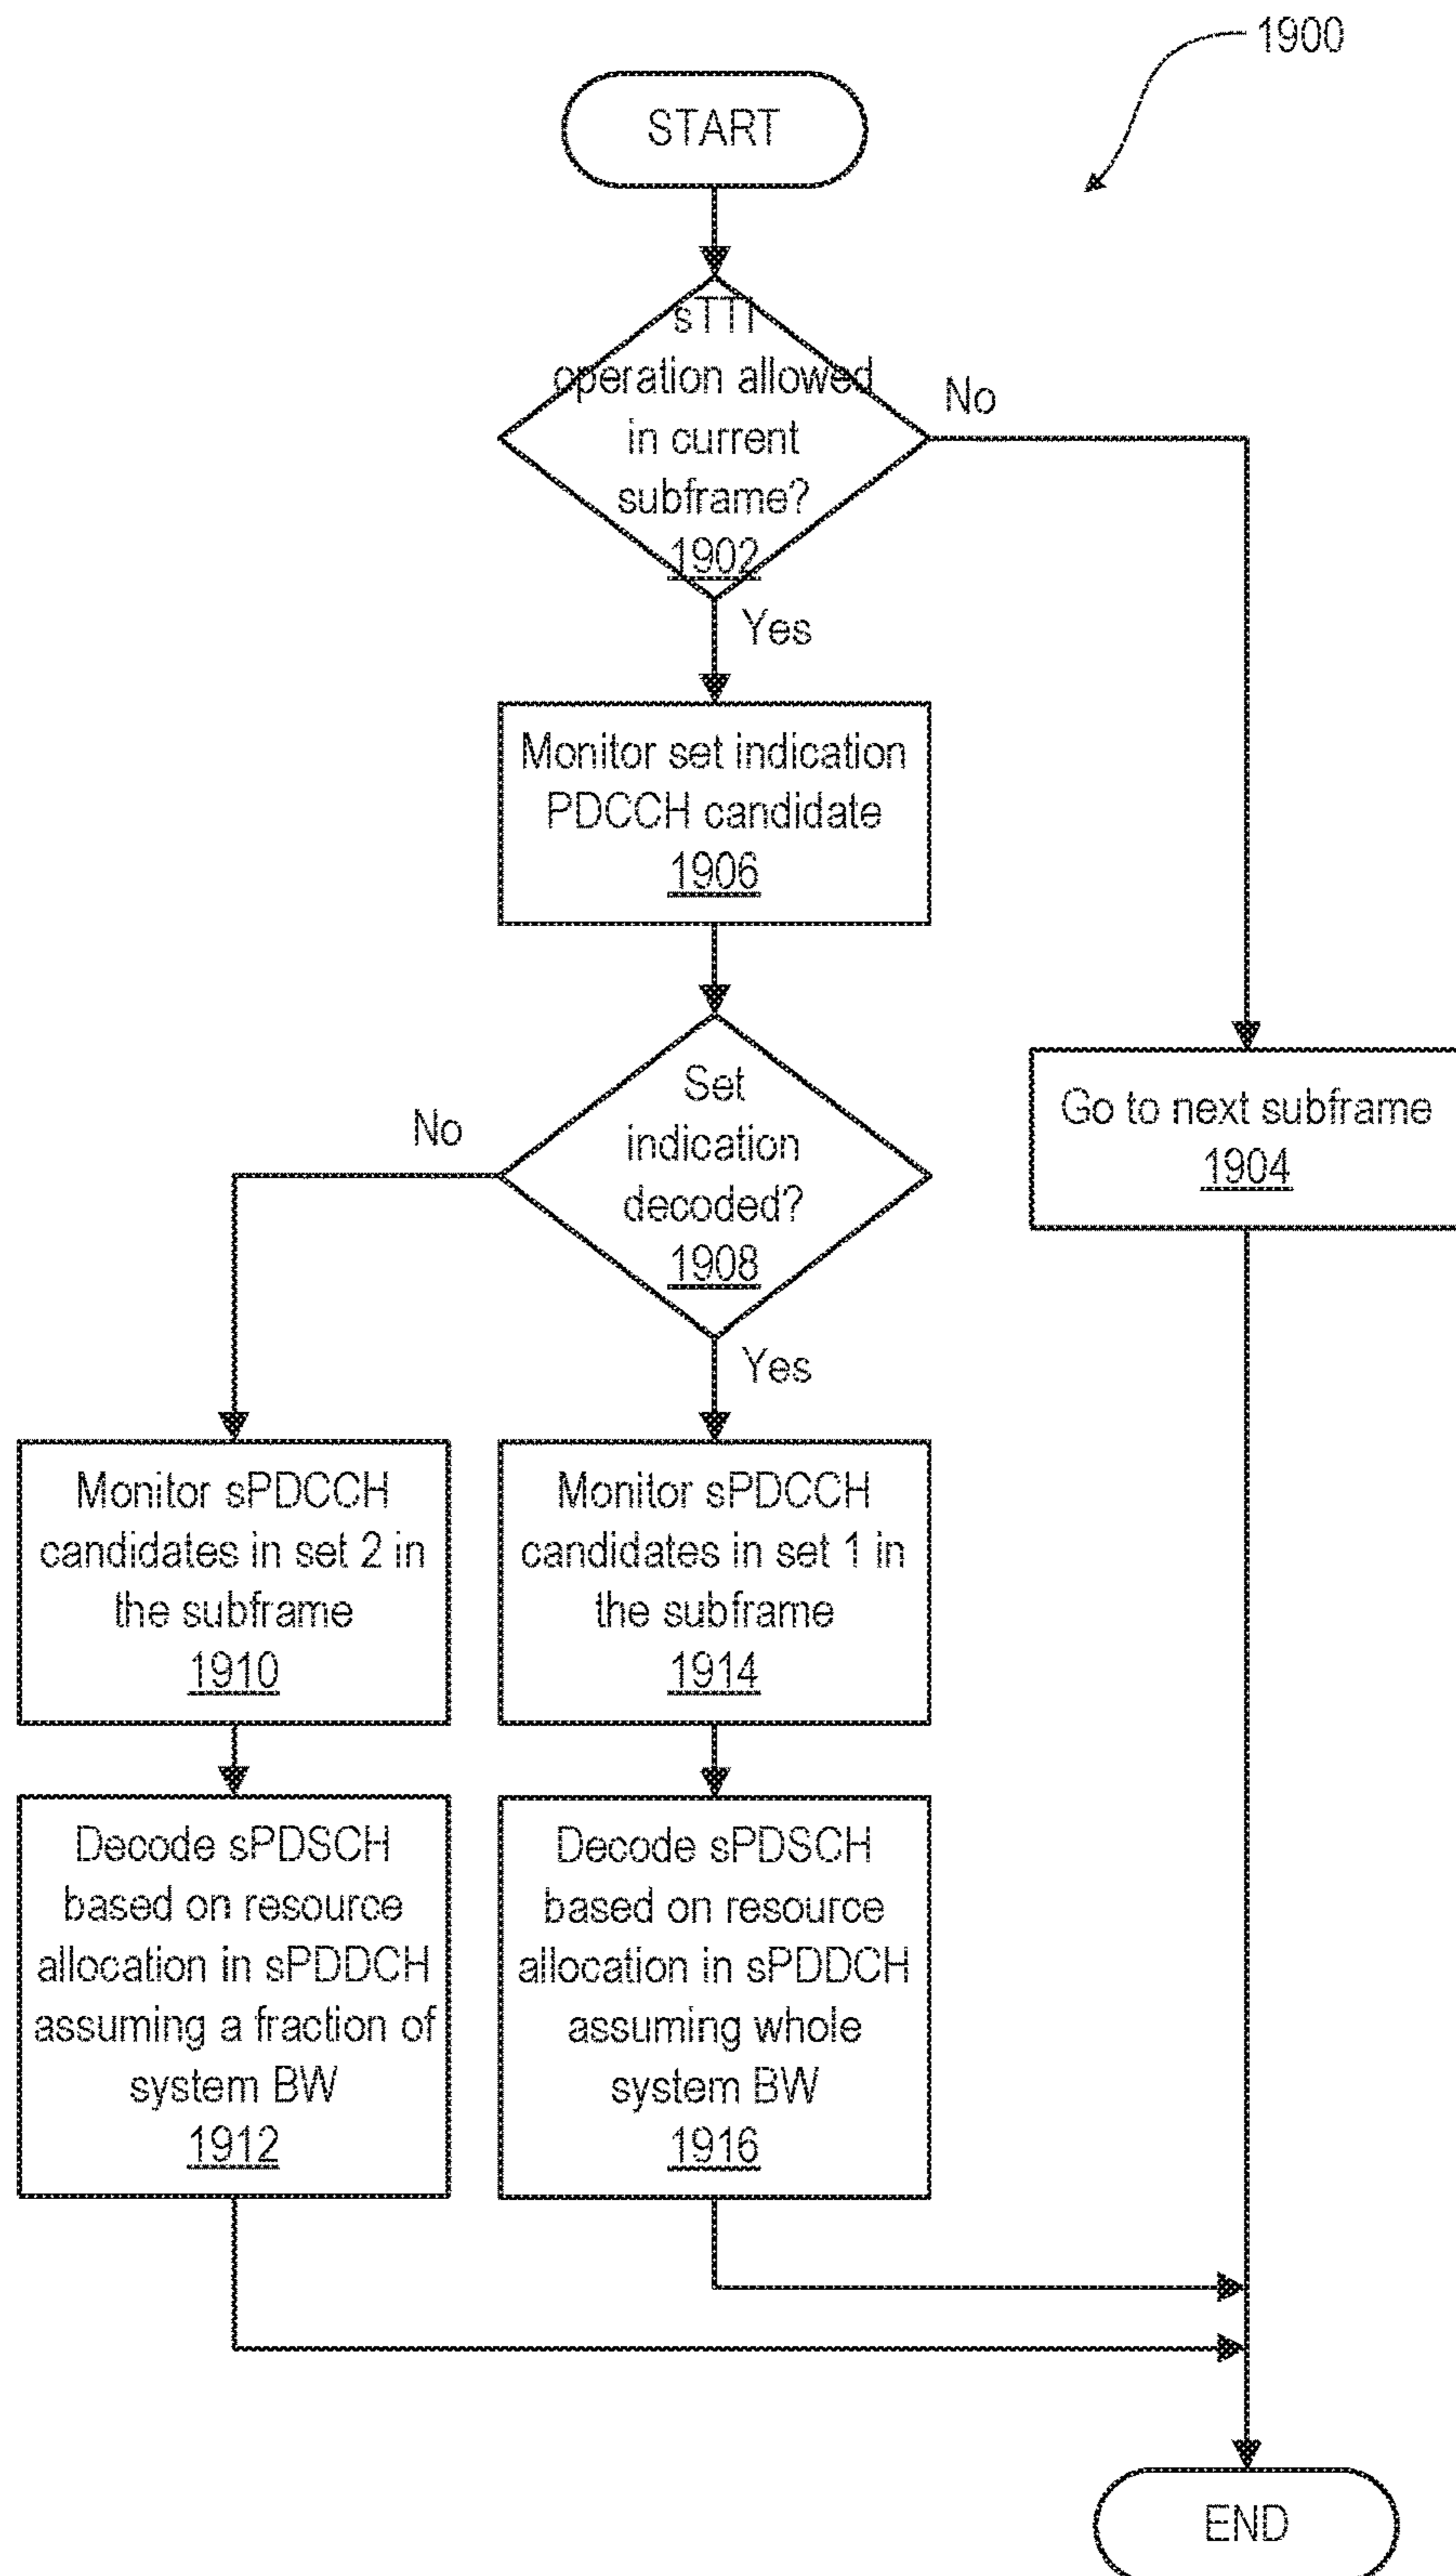 1900
START
sTTI
operation allowed
in current
subframe?
1902
No
Yes
Monitor set indication
PDCCH candidate
1906
Set
indication
decoded?
1908
No
Yes
Go to next subframe
1904
Monitor sPDCCH
candidates in set 2 in
the subframe
1910
Monitor sPDCCH
candidates in set 1 in
the subframe
1914
Decode sPDSCH
based on resource
allocation in sPDDCH
assuming a fraction of
system BW
1912
Decode sPDSCH
based on resource
allocation in sPDDCH
assuming whole
system BW
1916
END